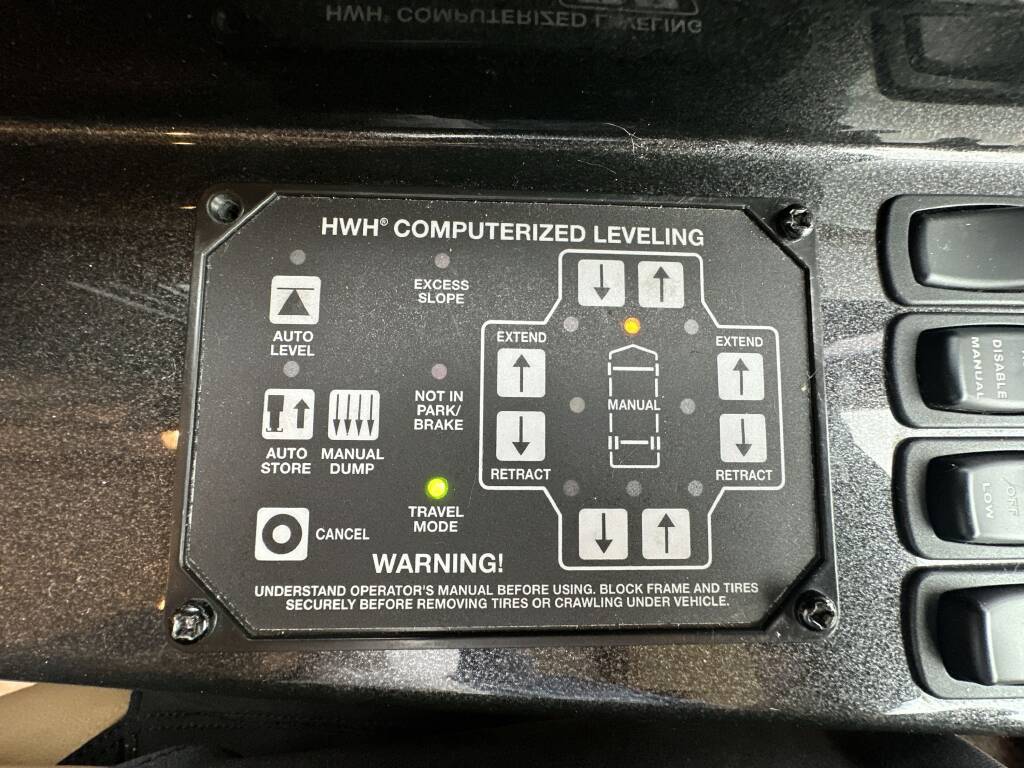 HWH® COMPUTERIZED LEVELING
HWH® COMPUTERIZED LEVELING
AUTO
LEVEL
EXCESS
SLOPE
AUTO
STORE
MANUAL
DUMP
NOT IN
PARK/
BRAKE
CANCEL
TRAVEL
MODE
EXTEND
RETRACT
MANUAL
EXTEND
RETRACT
WARNING!
UNDERSTAND OPERATOR'S MANUAL BEFORE USING. BLOCK FRAME AND TIRES
SECURELY BEFORE REMOVING TIRES OR CRAWLING UNDER VEHICLE.
DISABLE
MANUAL
/OFF
LOW